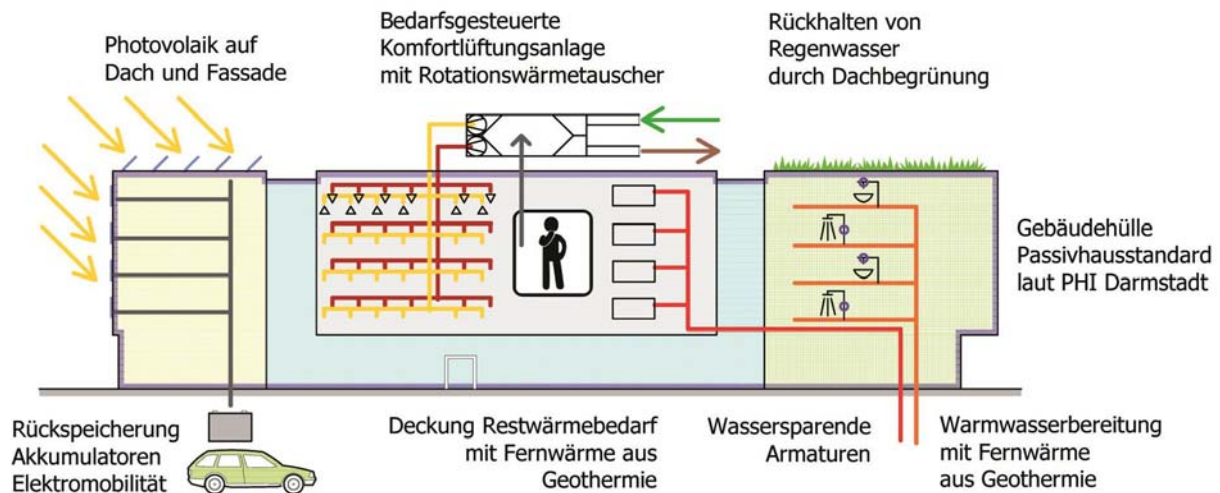 Photovolaik auf
Dach und Fassade
Bedarfsgesteuerte
Komfortlüftungsanlage
mit Rotationswärmetauscher
Rückhalten von
Regenwasser
durch Dachbegrünung
Gebäudehülle
Passivhausstandard
laut PHI Darmstadt
Rückspeicherung
Akkumulatoren
Elektromobilität
Deckung Restwärmebedarf
mit Fernwärme aus
Geothermie
Wassersparende
Armaturen
Warmwasserbereitung
mit Fernwärme
aus Geothermie